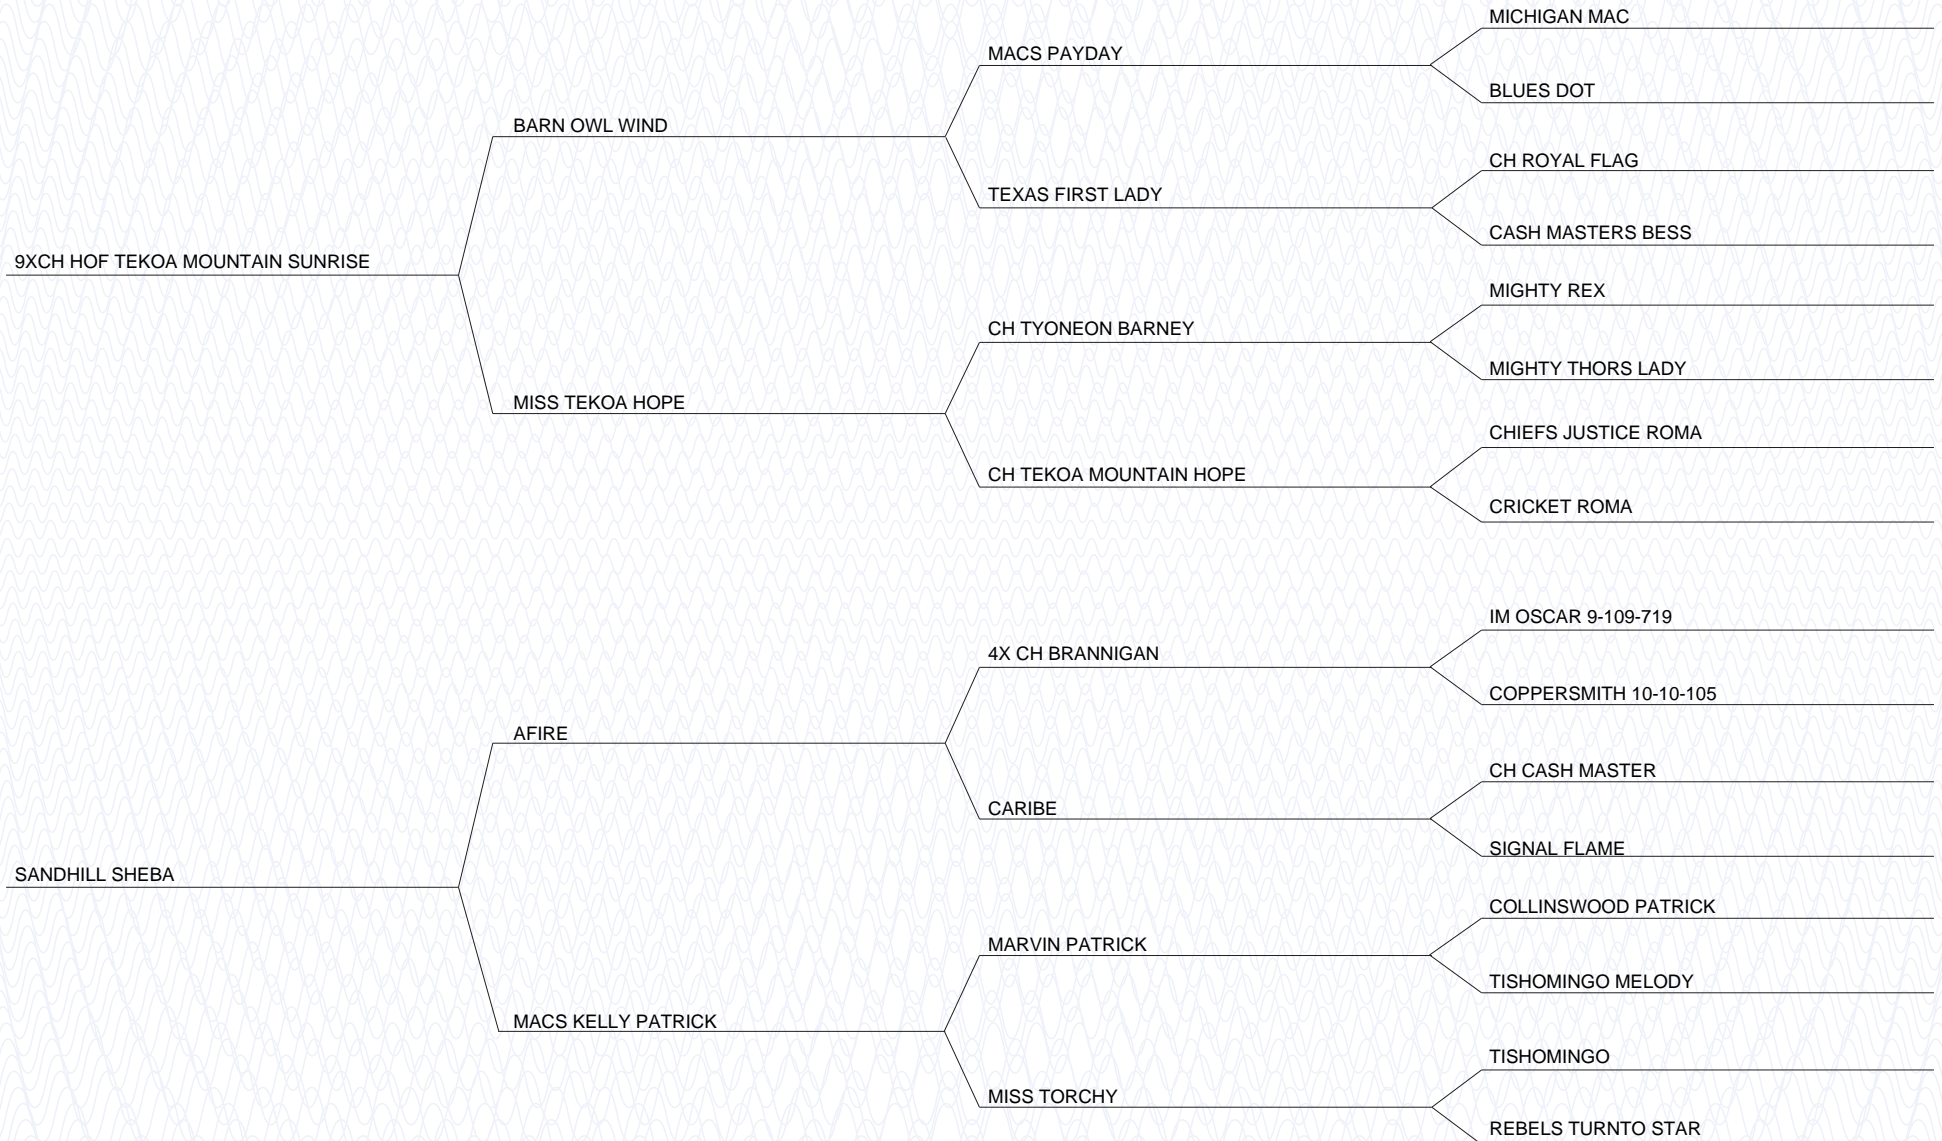 MICHIGAN MAC
MACS PAYDAY
BLUES DOT
BARN OWL WIND
CH ROYAL FLAG
TEXAS FIRST LADY
CASH MASTERS BESS
9XCH HOF TEKOA MOUNTAIN SUNRISE
MIGHTY REX
CH TYONEON BARNEY
MIGHTY THORS LADY
MISS TEKOA HOPE
CHIEFS JUSTICE ROMA
CH TEKOA MOUNTAIN HOPE
CRICKET ROMA
IM OSCAR 9-109-719
4X CH BRANNIGAN
COPPERSMITH 10-10-105
AFIRE
CH CASH MASTER
CARIBE
SIGNAL FLAME
SANDHILL SHEBA
COLLINSWOOD PATRICK
MARVIN PATRICK
TISHOMINGO MELODY
MACS KELLY PATRICK
TISHOMINGO
MISS TORCHY
REBELS TURNTO STAR